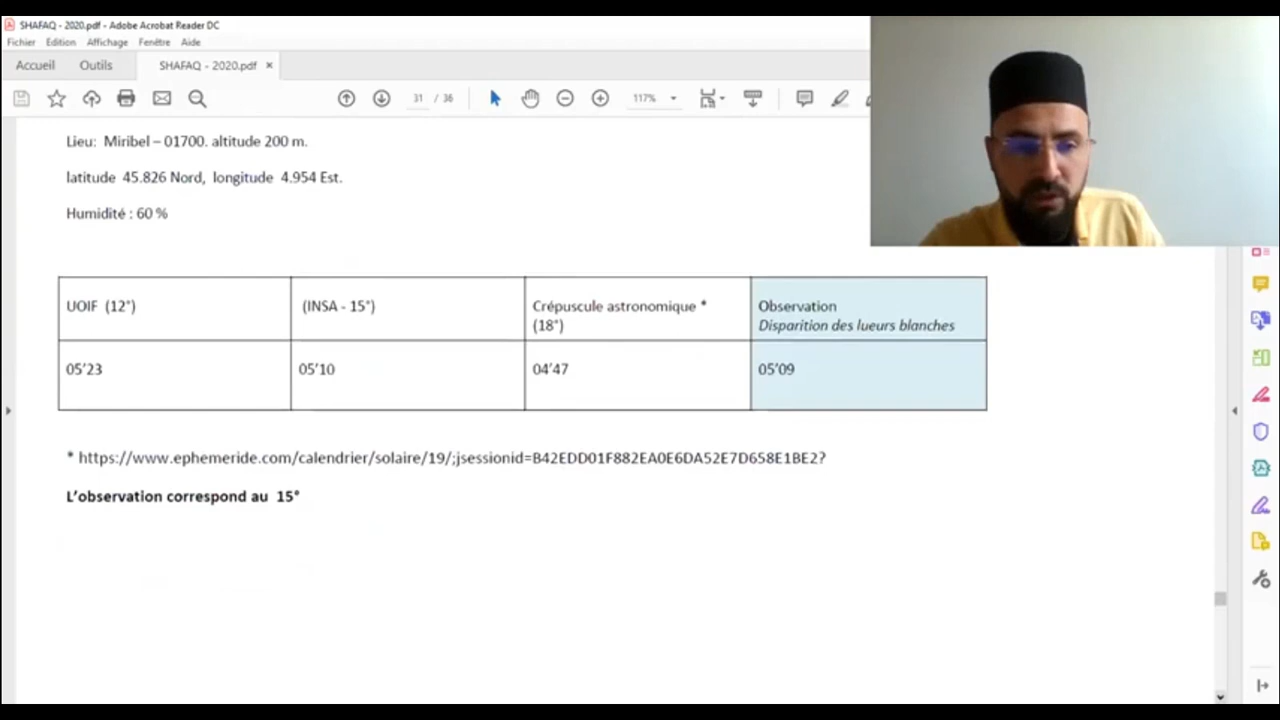 SHAFAQ - 2020.pdf - Adobe Acrobat Reader DC
Fichier Edition Affichage Fenêtre Aide
Accueil Outils SHAFAQ - 2020.pdf ×
31 / 36 117%
Lieu: Miribel – 01700. altitude 200 m.
latitude 45.826 Nord, longitude 4.954 Est.
Humidité : 60 %
UOIF (12°) (INSA - 15°) Crépuscule astronomique * Observation
(18°) Disparition des lueurs blanches
05’23 05’10 04’47 05’09
* https://www.ephemeride.com/calendrier/solaire/19/;jsessionid=B42EDD01F882EA0E6DA52E7D658E1BE2?
L’observation correspond au 15°